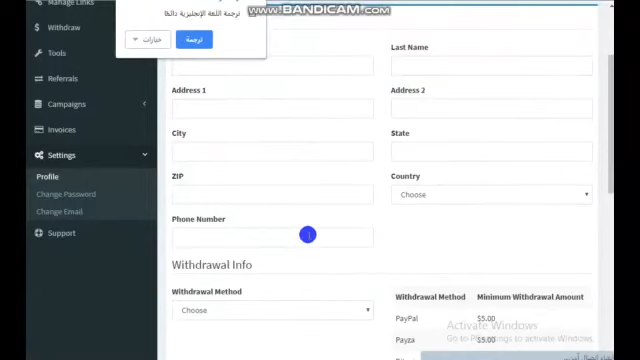 Manage Links
WWW.BANDICAM.COM
ترجمة اللغة الإنجليزية دائمًا
خيارات
ترجمة
Withdraw
Tools
Referrals
Campaigns
Invoices
Settings
Profile
Change Password
Change Email
Support
Last Name
Address 1
Address 2
City
State
ZIP
Country
Choose
Phone Number
Withdrawal Info
Withdrawal Method
Choose
Withdrawal Method Minimum Withdrawal Amount
PayPal $5.00
Payza $5.00
Activate Windows
Go to PC settings to activate Windows.